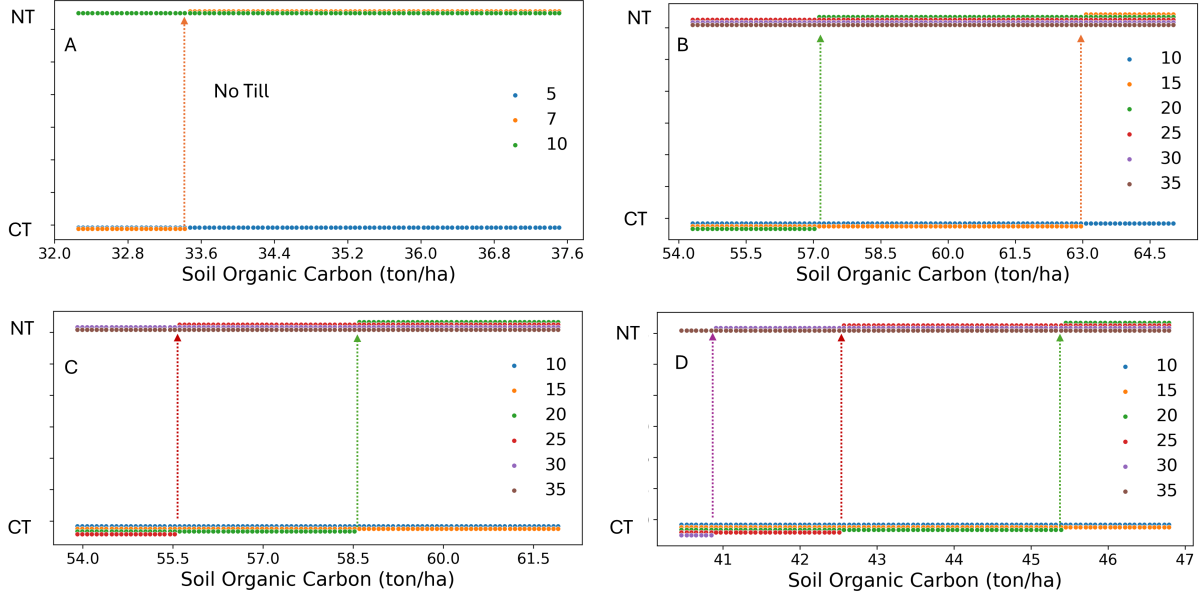 NT
A
No Till
5
7
10
CT
32.0 32.8 33.6 34.4 35.2 36.0 36.8 37.6
Soil Organic Carbon (ton/ha)
NT
B
10
15
20
25
30
35
CT
54.0 55.5 57.0 58.5 60.0 61.5 63.0 64.5
Soil Organic Carbon (ton/ha)
NT
C
10
15
20
25
30
35
CT
54.0 55.5 57.0 58.5 60.0 61.5
Soil Organic Carbon (ton/ha)
NT
D
10
15
20
25
30
35
CT
41 42 43 44 45 46 47
Soil Organic Carbon (ton/ha)